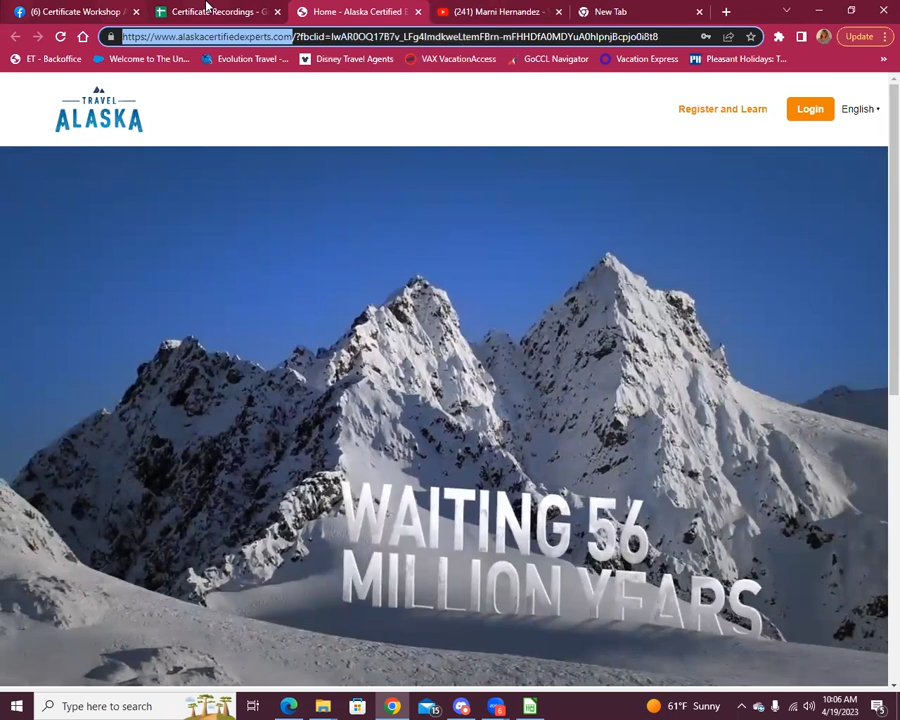 (6) Certificate Workshop A
Certificate Recordings - G
Home - Alaska Certified E
(241) Marni Hernandez -
New Tab
https://www.alaskacertifiedexperts.com/?fbclid=IwAR0OQ17B7v_LFg4lmdkweLtemFBrn-mFHHDfA0MDYuA0hlpnjBcpjo0i8t8
Update
ET - Backoffice
Welcome to The Un...
Evolution Travel -...
Disney Travel Agents
VAX VacationAccess
GoCCL Navigator
Vacation Express
Pleasant Holidays: T...
TRAVEL
ALASKA
Register and Learn
Login
English
WAITING 56
MILLION YEARS
Type here to search
15
6
61°F Sunny
10:06 AM
4/19/2023
5